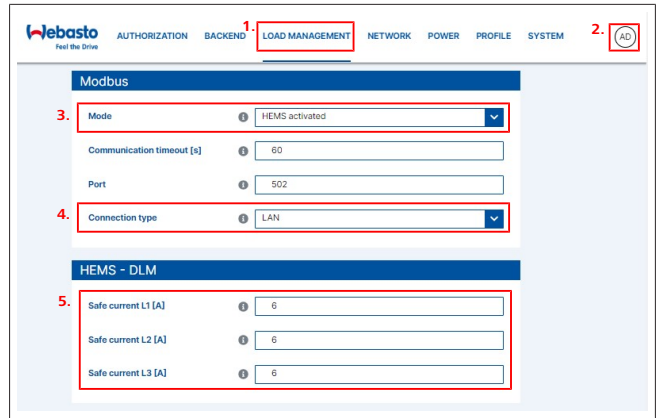 Webasto
Feel the Drive
AUTHORIZATION BACKEND 1. LOAD MANAGEMENT NETWORK POWER PROFILE SYSTEM 2. AD
Modbus
3. Mode i HEMS activated
Communication timeout [s] i 60
Port i 502
4. Connection type i LAN
HEMS - DLM
5. Safe current L1 [A] i 6
Safe current L2 [A] i 6
Safe current L3 [A] i 6